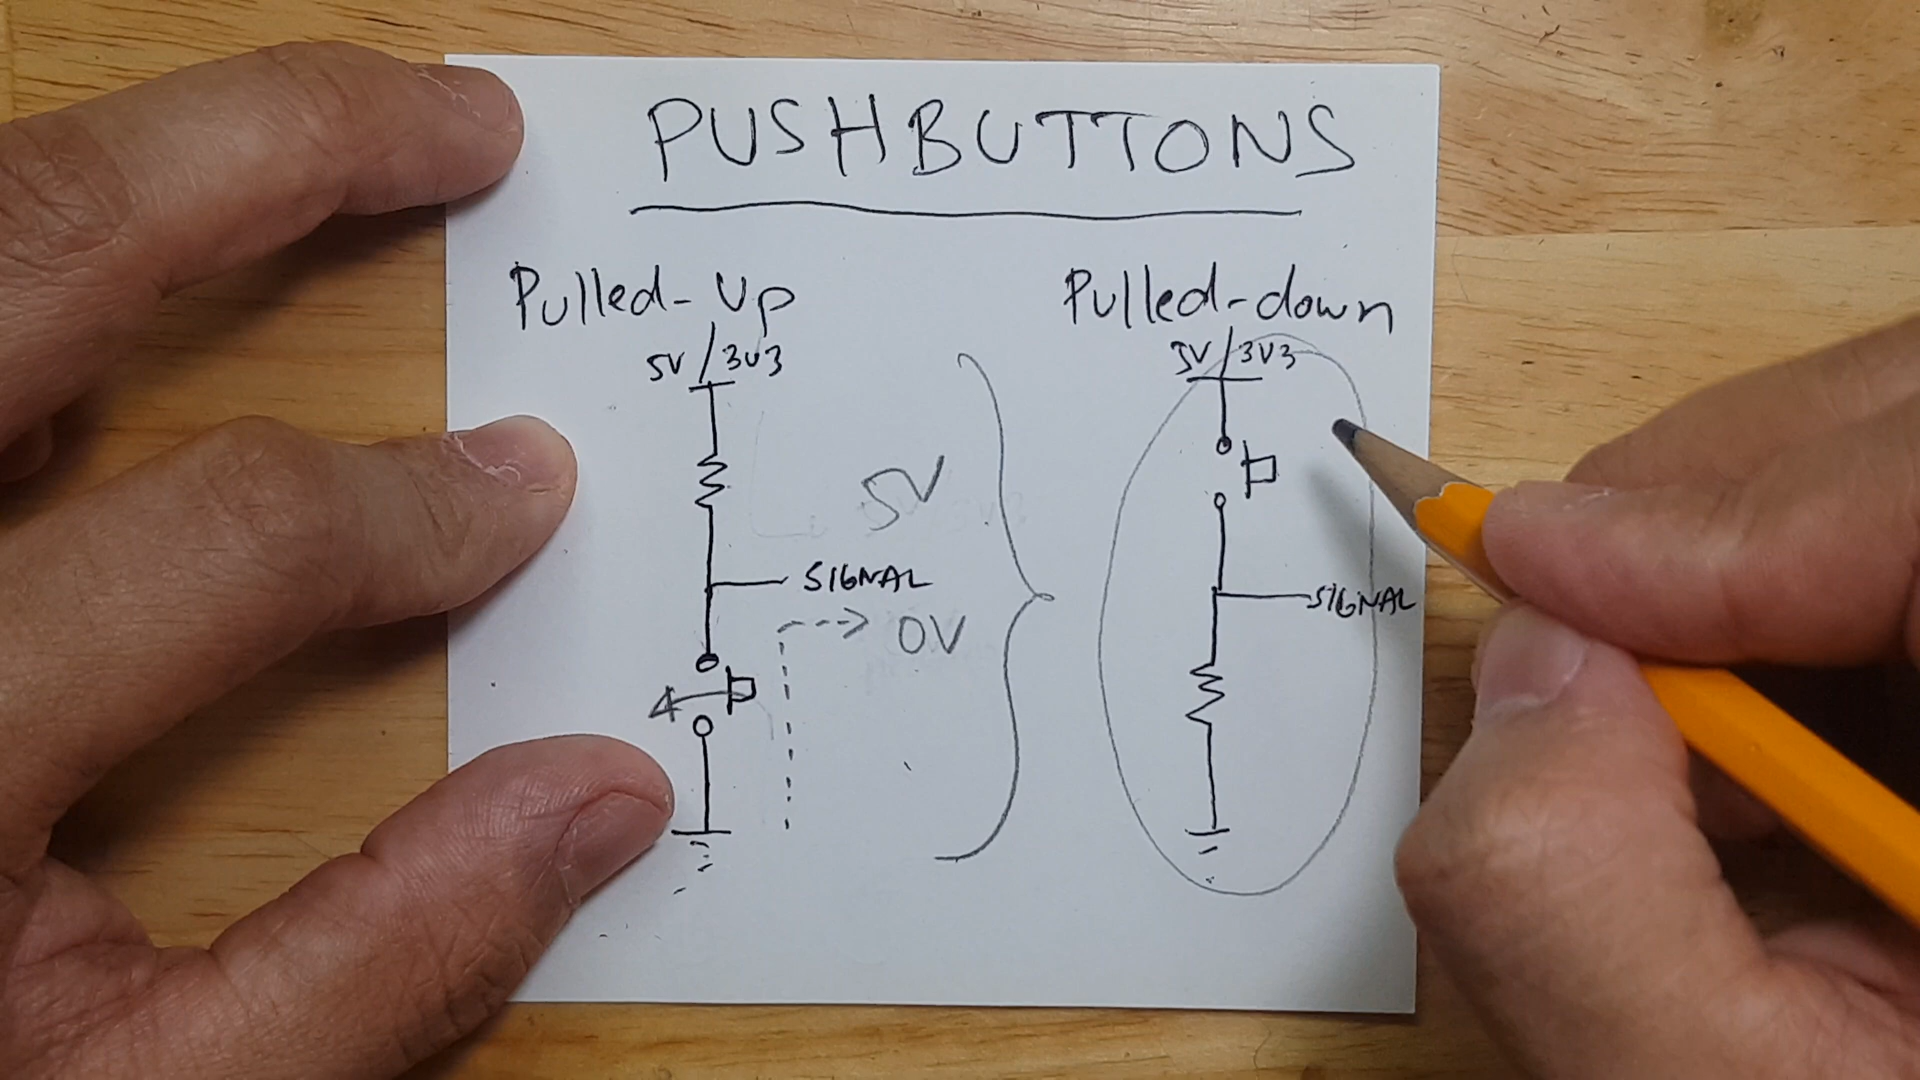 PUSHBUTTONS
Pulled-Up
5V / 3V3
5V
SIGNAL
0V
Pulled-down
5V / 3V3
SIGNAL